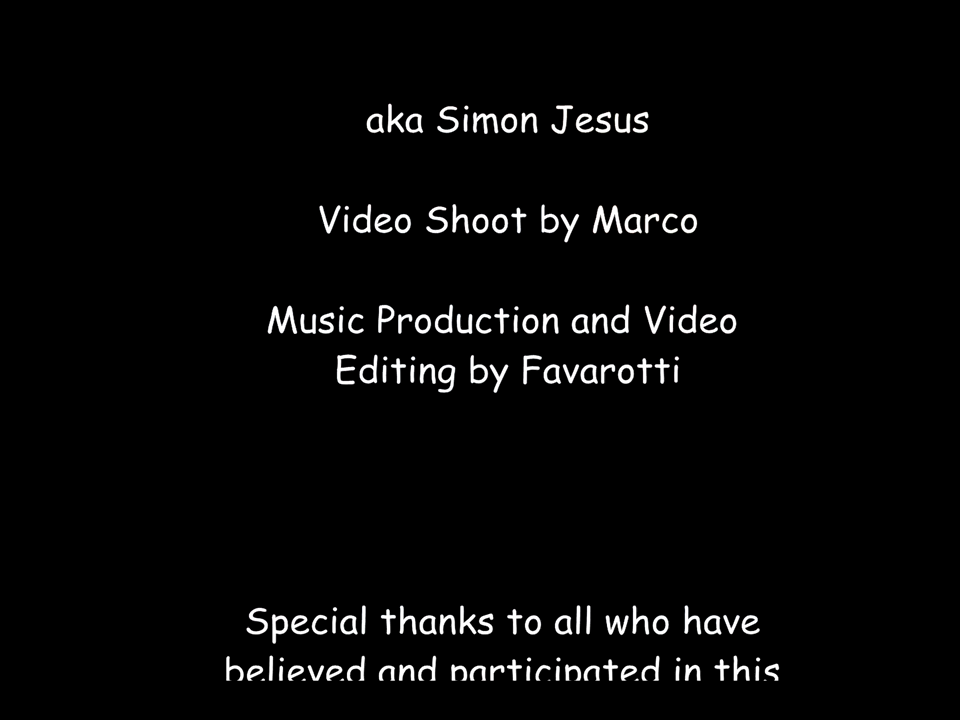 aka Simon Jesus
Video Shoot by Marco
Music Production and Video
Editing by Favarotti
Special thanks to all who have
believed and participated in this